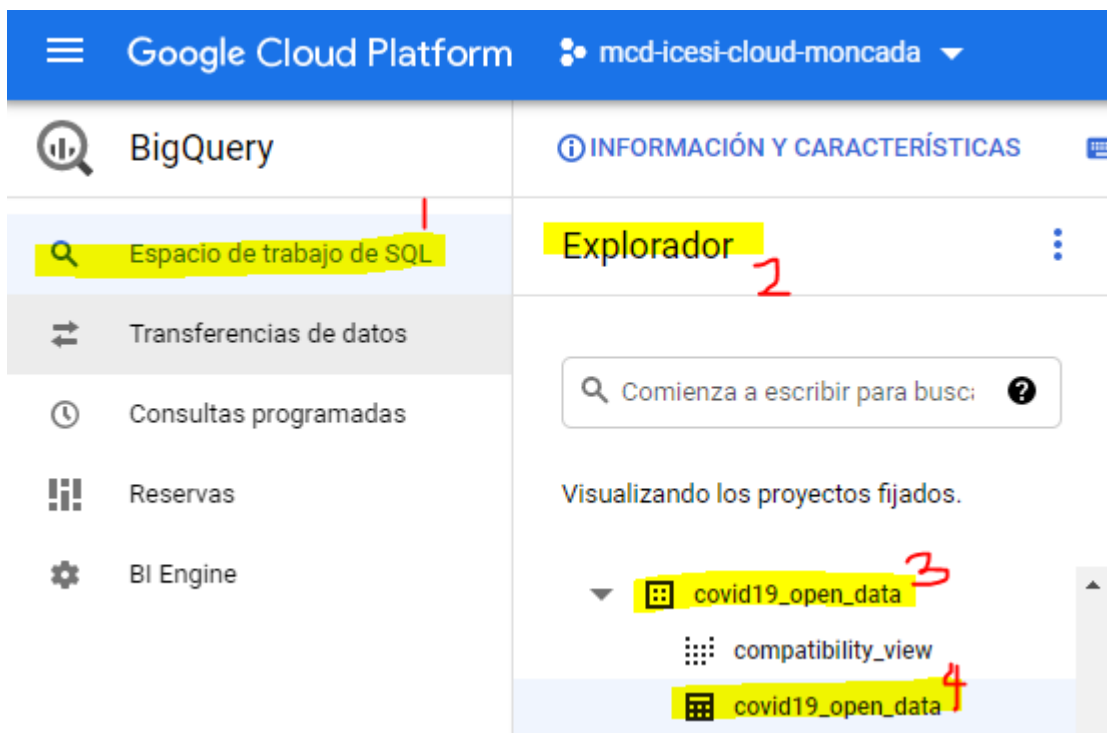 Google Cloud Platform mcd-icesi-cloud-moncada
BigQuery
INFORMACIÓN Y CARACTERÍSTICAS
1
Espacio de trabajo de SQL
Explorador
2
Transferencias de datos
Comienza a escribir para busc
?
Consultas programadas
Reservas
Visualizando los proyectos fijados.
BI Engine
covid19_open_data 3
compatibility_view
covid19_open_data 4